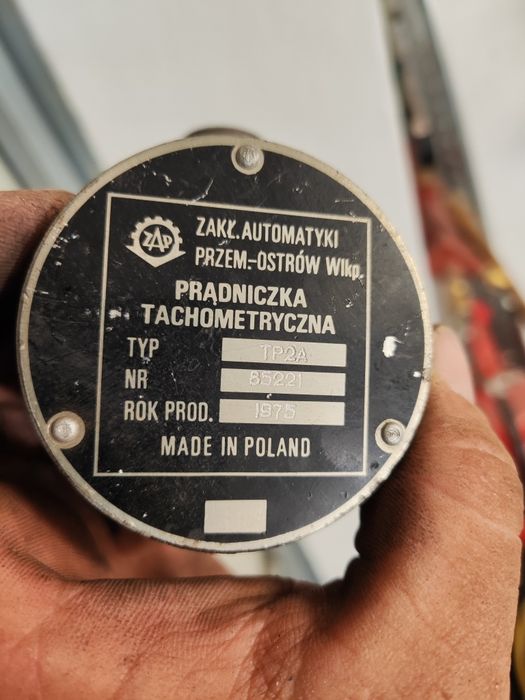 ZAP
ZAKŁ.AUTOMATYKI
PRZEM.-OSTRÓW Wlkp.
PRĄDNICZKA
TACHOMETRYCZNA
TYP TP2A
NR 85221
ROK PROD. 1975
MADE IN POLAND